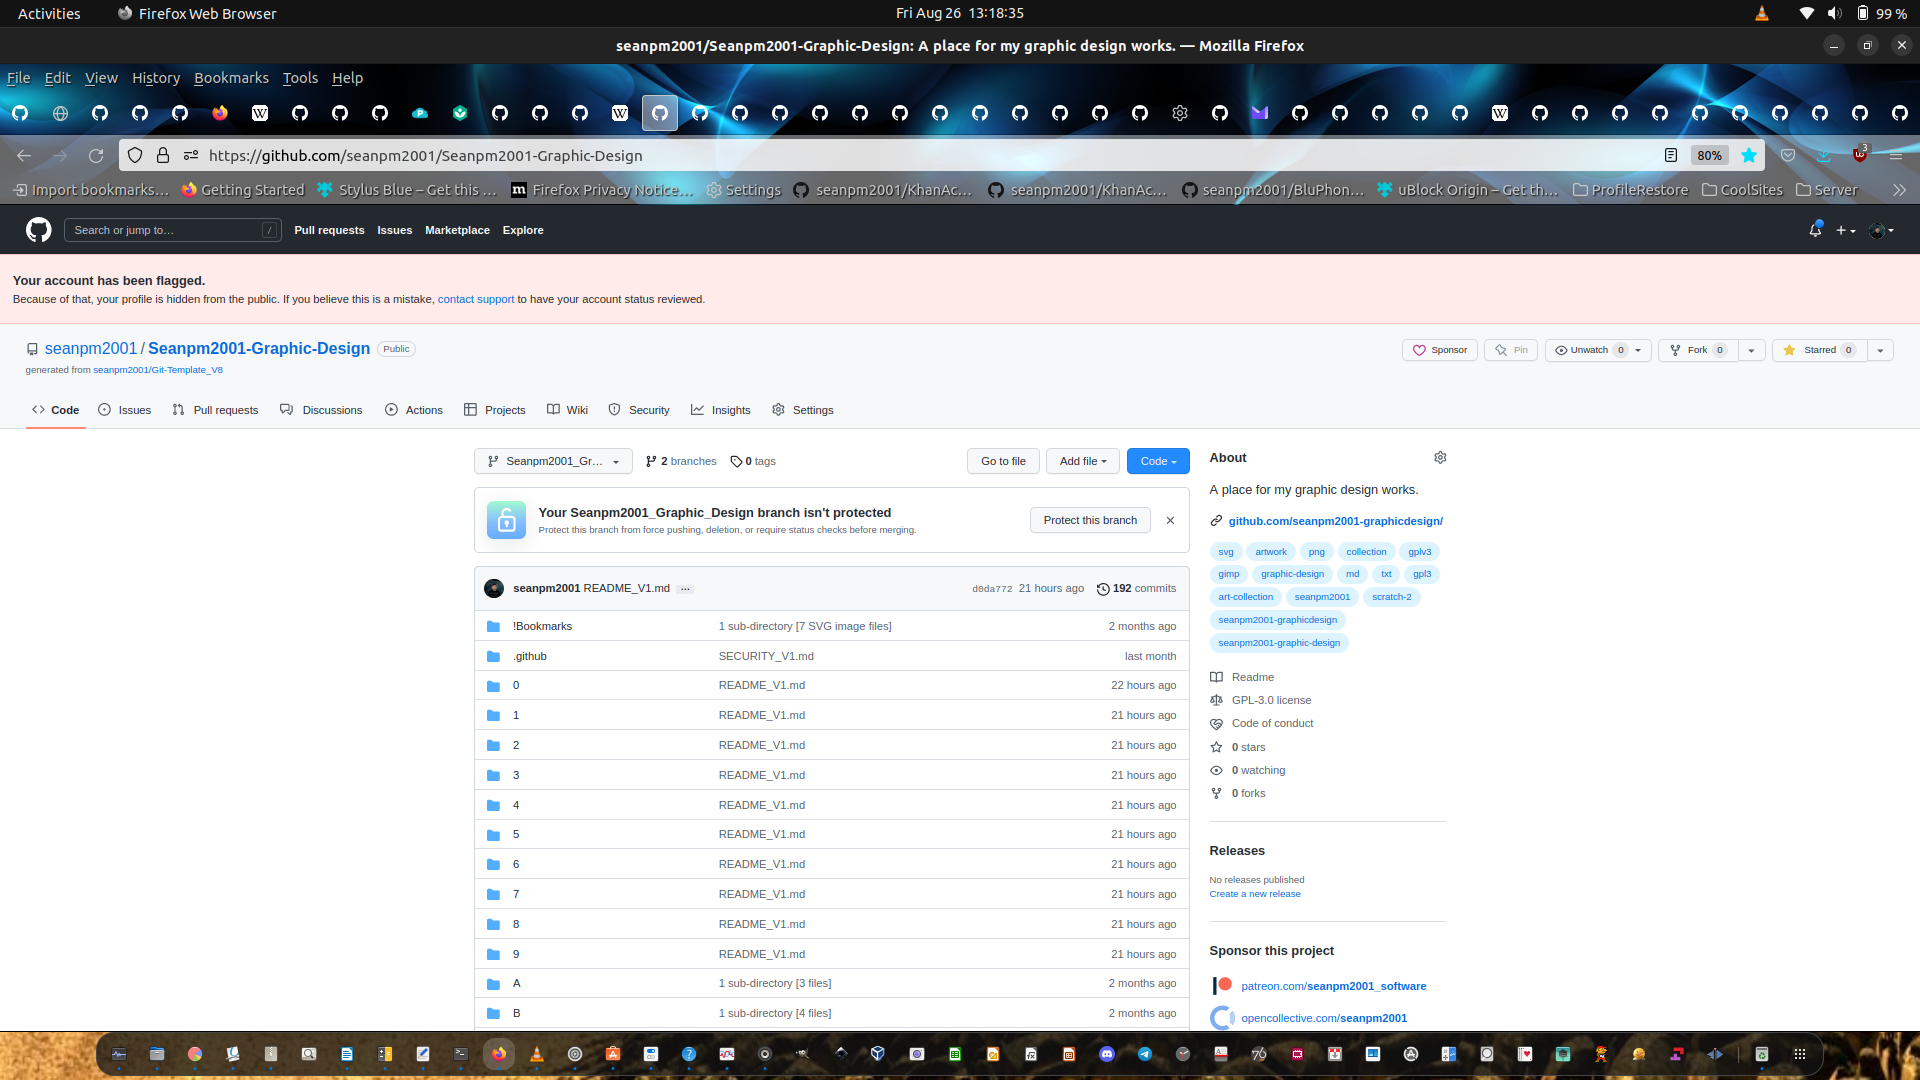 Activities
Firefox Web Browser
Fri Aug 26 13:18:35
99 %
seanpm2001/Seanpm2001-Graphic-Design: A place for my graphic design works. — Mozilla Firefox
File Edit View History Bookmarks Tools Help
https://github.com/seanpm2001/Seanpm2001-Graphic-Design
80%
3
Import bookmarks…
Getting Started
Stylus Blue – Get this …
Firefox Privacy Notice…
Settings
seanpm2001/KhanAc…
seanpm2001/KhanAc…
seanpm2001/BluPhon…
uBlock Origin – Get th…
ProfileRestore
CoolSites
Server
Search or jump to…
/
Pull requests
Issues
Marketplace
Explore
Your account has been flagged.
Because of that, your profile is hidden from the public. If you believe this is a mistake, contact support to have your account status reviewed.
seanpm2001 / Seanpm2001-Graphic-Design
Public
Sponsor
Pin
Unwatch 0
Fork 0
Starred 0
generated from seanpm2001/Git-Template_V8
Code
Issues
Pull requests
Discussions
Actions
Projects
Wiki
Security
Insights
Settings
Seanpm2001_Gr…
2 branches
0 tags
Go to file
Add file
Code
Your Seanpm2001_Graphic_Design branch isn't protected
Protect this branch from force pushing, deletion, or require status checks before merging.
Protect this branch
seanpm2001 README_V1.md …
d0da772 21 hours ago
192 commits
!Bookmarks 1 sub-directory [7 SVG image files] 2 months ago
.github SECURITY_V1.md last month
0 README_V1.md 22 hours ago
1 README_V1.md 21 hours ago
2 README_V1.md 21 hours ago
3 README_V1.md 21 hours ago
4 README_V1.md 21 hours ago
5 README_V1.md 21 hours ago
6 README_V1.md 21 hours ago
7 README_V1.md 21 hours ago
8 README_V1.md 21 hours ago
9 README_V1.md 21 hours ago
A 1 sub-directory [3 files] 2 months ago
B 1 sub-directory [4 files] 2 months ago
About
A place for my graphic design works.
github.com/seanpm2001-graphicdesign/
svg artwork png collection gplv3
gimp graphic-design md txt gpl3
art-collection seanpm2001 scratch-2
seanpm2001-graphicdesign
seanpm2001-graphic-design
Readme
GPL-3.0 license
Code of conduct
0 stars
0 watching
0 forks
Releases
No releases published
Create a new release
Sponsor this project
patreon.com/seanpm2001_software
opencollective.com/seanpm2001